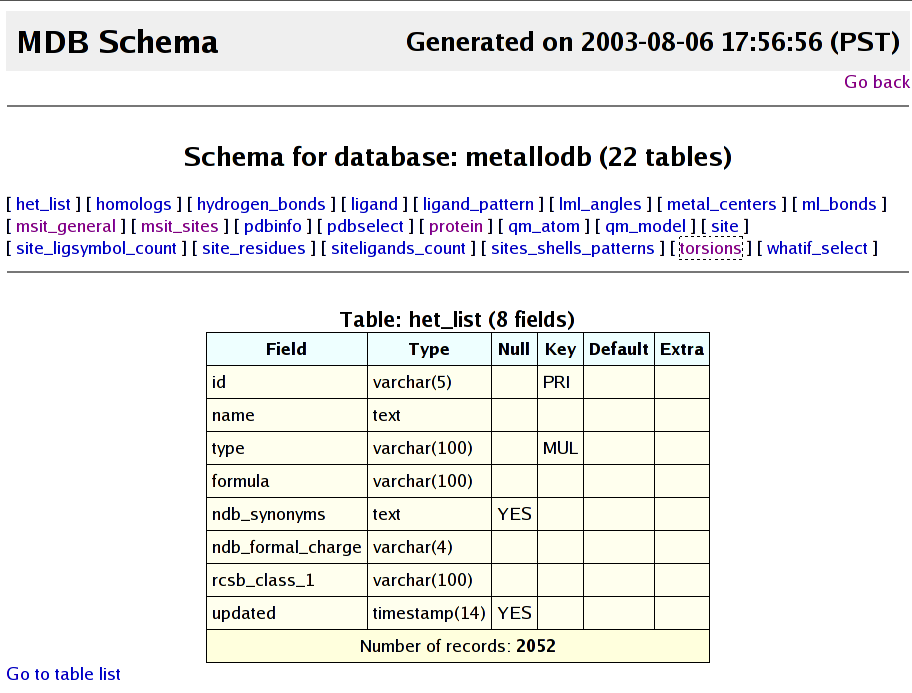 MDB Schema Generated on 2003-08-06 17:56:56 (PST)
Go back
Schema for database: metallodb (22 tables)
[ het_list ] [ homologs ] [ hydrogen_bonds ] [ ligand ] [ ligand_pattern ] [ lml_angles ] [ metal_centers ] [ ml_bonds ]
[ msit_general ] [ msit_sites ] [ pdbinfo ] [ pdbselect ] [ protein ] [ qm_atom ] [ qm_model ] [ site ]
[ site_ligsymbol_count ] [ site_residues ] [ siteligands_count ] [ sites_shells_patterns ] [ torsions ] [ whatif_select ]
Table: het_list (8 fields)
Field Type Null Key Default Extra
id varchar(5) PRI
name text
type varchar(100) MUL
formula varchar(100)
ndb_synonyms text YES
ndb_formal_charge varchar(4)
rcsb_class_1 varchar(100)
updated timestamp(14) YES
Number of records: 2052
Go to table list